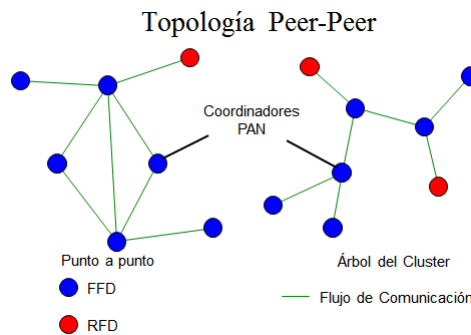 Topología Peer-Peer
Coordinadores
PAN
Punto a punto
Árbol del Cluster
FFD
Flujo de Comunicación
RFD